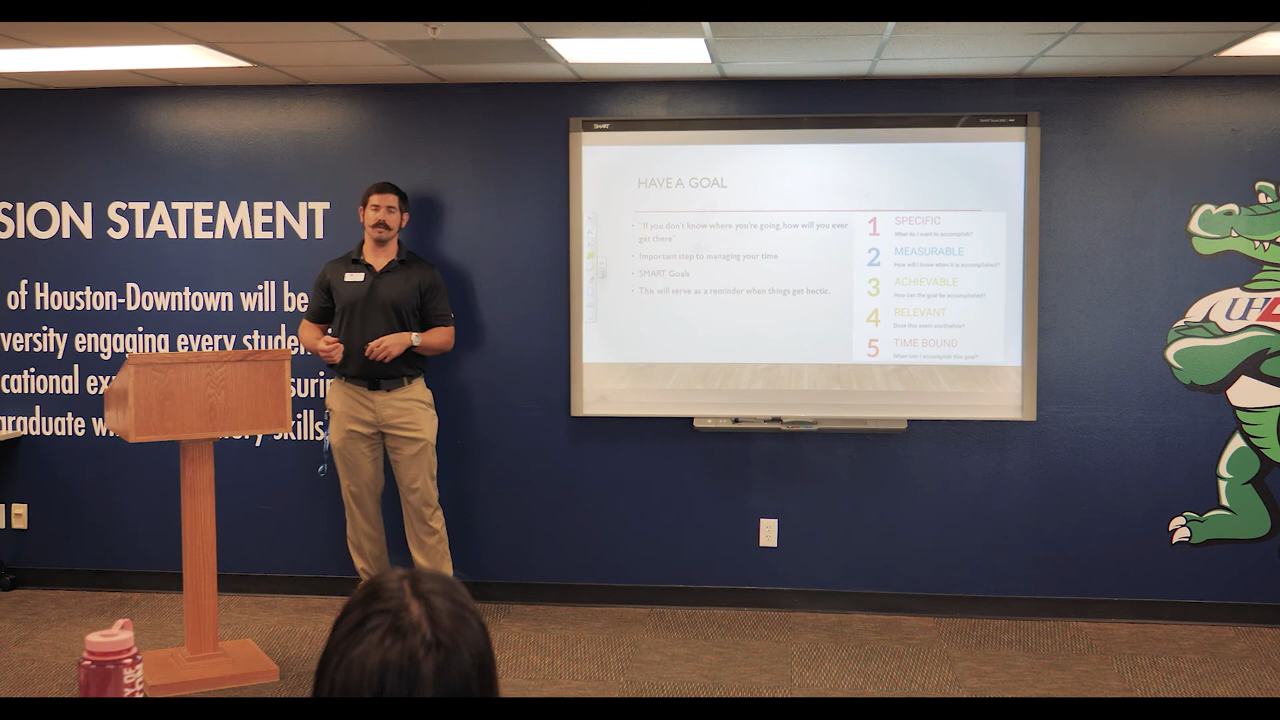 SION STATEMENT
of Houston-Downtown will be
versity engaging every studen
cational ex suring
graduate w ory skills
SMART
HAVE A GOAL
• "If you don't know where you're going, how will you ever
get there"
• Important step to managing your time
• SMART Goals
• This will serve as a reminder when things get hectic.
1 SPECIFIC
What do I want to accomplish?
2 MEASURABLE
How will I know when it is accomplished?
3 ACHIEVABLE
How can the goal be accomplished?
4 RELEVANT
Does this seem worthwhile?
5 TIME BOUND
When can I accomplish this goal?
UH